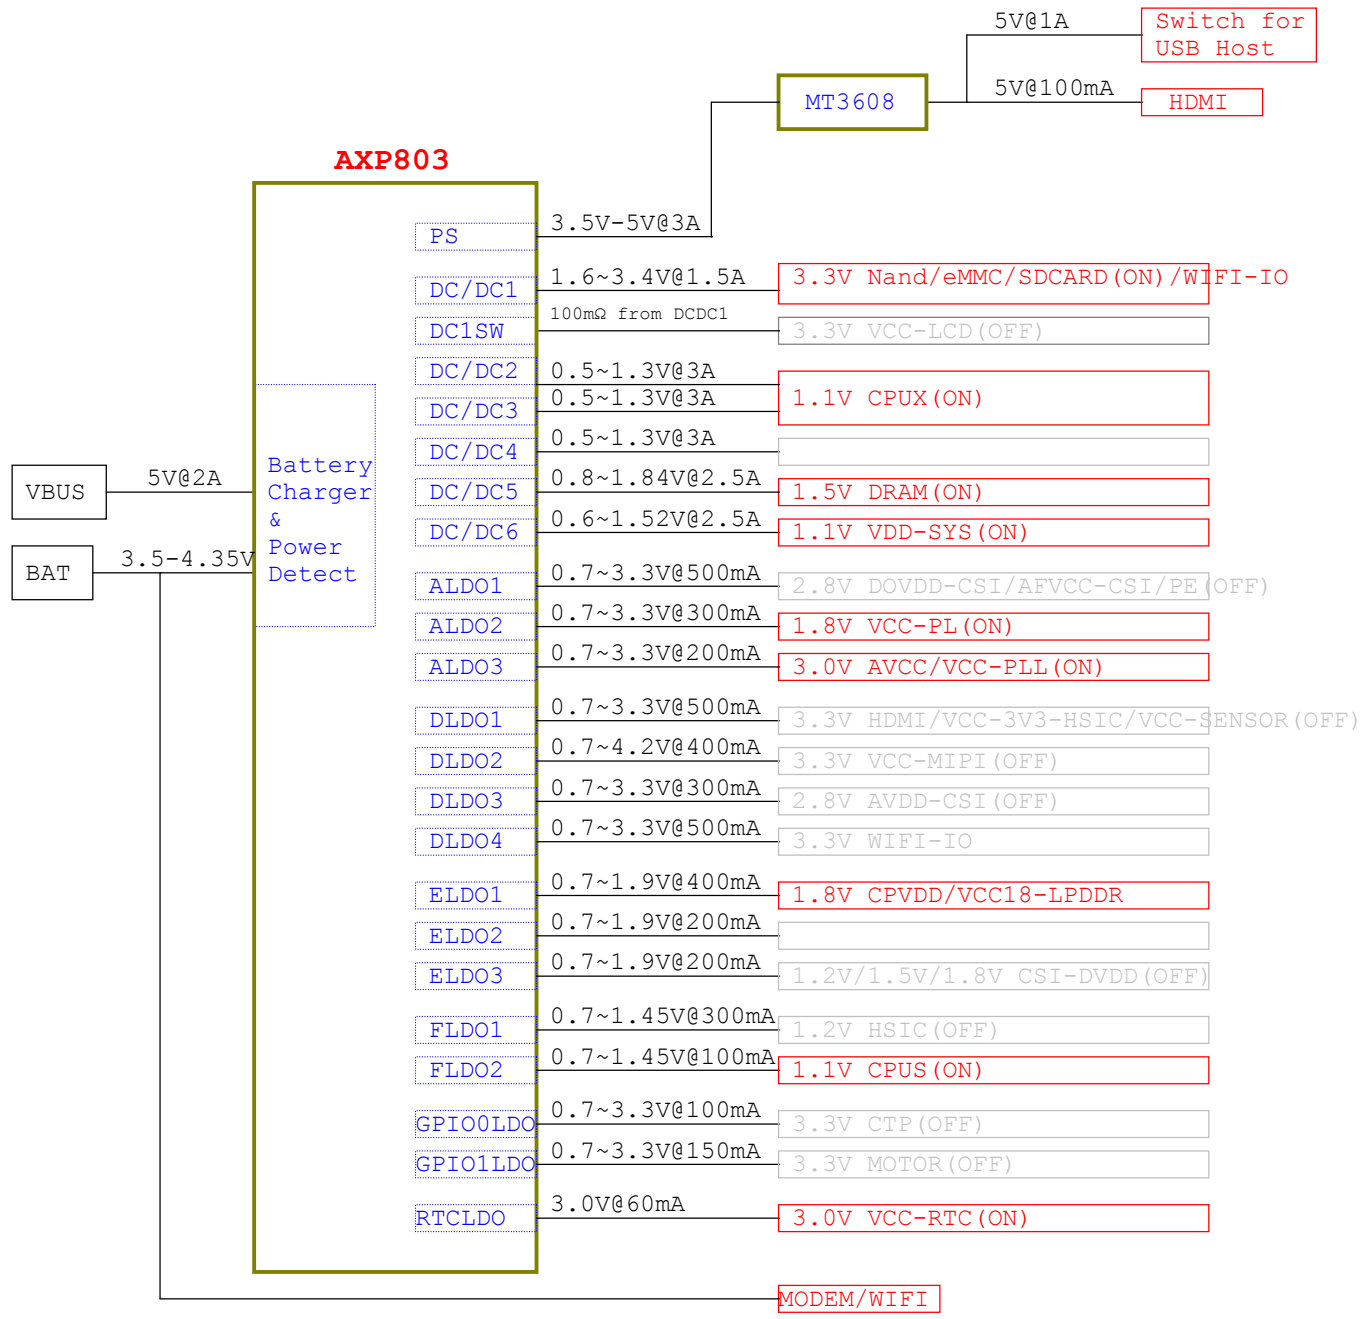 5V@1A
Switch for
USB Host
5V@100mA
HDMI
MT3608
AXP803
PS
3.5V-5V@3A
DC/DC1
1.6~3.4V@1.5A
3.3V Nand/eMMC/SDCARD(ON)/WIFI-IO
DC1SW
100mΩ from DCDC1
3.3V VCC-LCD(OFF)
DC/DC2
0.5~1.3V@3A
DC/DC3
0.5~1.3V@3A
1.1V CPUX(ON)
DC/DC4
0.5~1.3V@3A
VBUS
5V@2A
BAT
3.5-4.35V
Battery
Charger
&
Power
Detect
DC/DC5
0.8~1.84V@2.5A
1.5V DRAM(ON)
DC/DC6
0.6~1.52V@2.5A
1.1V VDD-SYS(ON)
ALDO1
0.7~3.3V@500mA
2.8V DOVDD-CSI/AFVCC-CSI/PE(OFF)
ALDO2
0.7~3.3V@300mA
1.8V VCC-PL(ON)
ALDO3
0.7~3.3V@200mA
3.0V AVCC/VCC-PLL(ON)
DLDO1
0.7~3.3V@500mA
3.3V HDMI/VCC-3V3-HSIC/VCC-SENSOR(OFF)
DLDO2
0.7~4.2V@400mA
3.3V VCC-MIPI(OFF)
DLDO3
0.7~3.3V@300mA
2.8V AVDD-CSI(OFF)
DLDO4
0.7~3.3V@500mA
3.3V WIFI-IO
ELDO1
0.7~1.9V@400mA
1.8V CPVDD/VCC18-LPDDR
ELDO2
0.7~1.9V@200mA
ELDO3
0.7~1.9V@200mA
1.2V/1.5V/1.8V CSI-DVDD(OFF)
FLDO1
0.7~1.45V@300mA
1.2V HSIC(OFF)
FLDO2
0.7~1.45V@100mA
1.1V CPUS(ON)
GPIO0LDO
0.7~3.3V@100mA
3.3V CTP(OFF)
GPIO1LDO
0.7~3.3V@150mA
3.3V MOTOR(OFF)
RTCLDO
3.0V@60mA
3.0V VCC-RTC(ON)
MODEM/WIFI